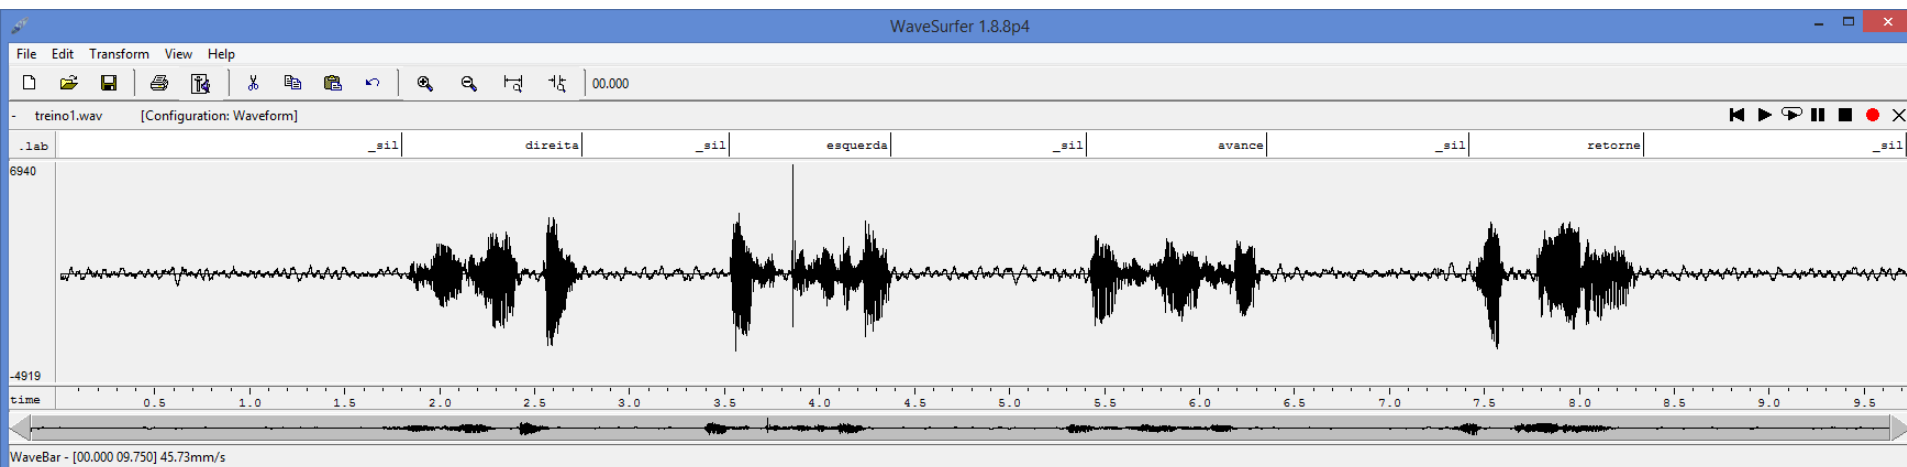 WaveSurfer 1.8.8p4
File Edit Transform View Help
00.000
- treino1.wav [Configuration: Waveform]
.lab _sil direita _sil esquerda _sil avance _sil retorne _sil
6940
-4919
time 0.5 1.0 1.5 2.0 2.5 3.0 3.5 4.0 4.5 5.0 5.5 6.0 6.5 7.0 7.5 8.0 8.5 9.0 9.5
WaveBar - [00.000 09.750] 45.73mm/s